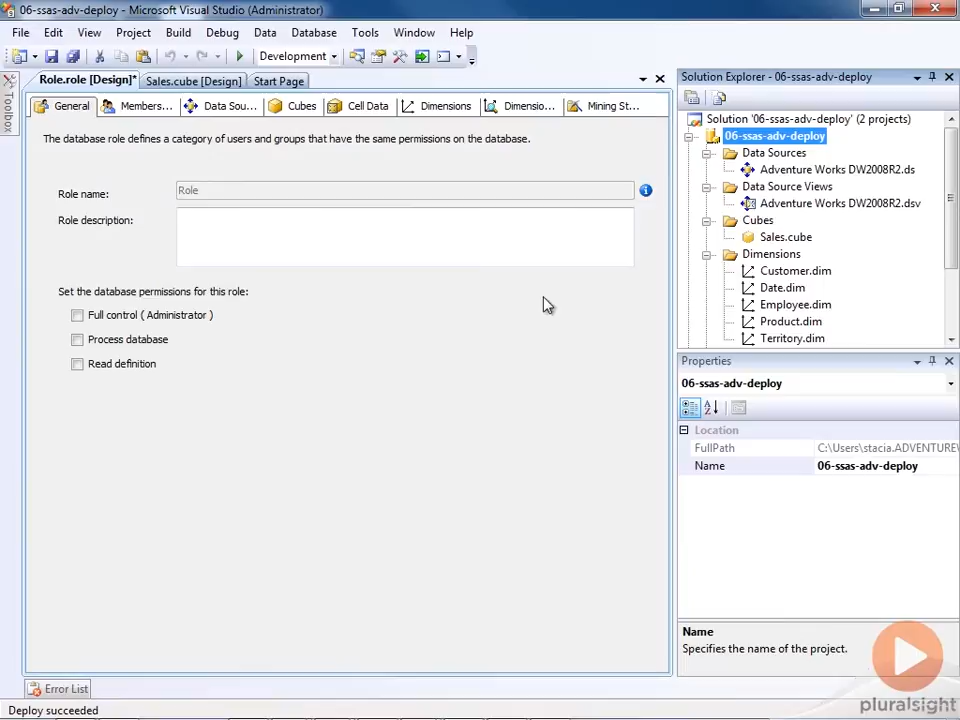 06-ssas-adv-deploy - Microsoft Visual Studio (Administrator)
File Edit View Project Build Debug Data Database Tools Window Help
Development
Toolbox
Role.role [Design]* Sales.cube [Design] Start Page
General Members... Data Sou... Cubes Cell Data Dimensions Dimensio... Mining St...
The database role defines a category of users and groups that have the same permissions on the database.
Role name: Role
Role description:
Set the database permissions for this role:
Full control ( Administrator )
Process database
Read definition
Solution Explorer - 06-ssas-adv-deploy
Solution '06-ssas-adv-deploy' (2 projects)
06-ssas-adv-deploy
Data Sources
Adventure Works DW2008R2.ds
Data Source Views
Adventure Works DW2008R2.dsv
Cubes
Sales.cube
Dimensions
Customer.dim
Date.dim
Employee.dim
Product.dim
Territory.dim
Properties
06-ssas-adv-deploy
Location
FullPath C:\Users\stacia.ADVENTURE\
Name 06-ssas-adv-deploy
Name
Specifies the name of the project.
pluralsight
Error List
Deploy succeeded